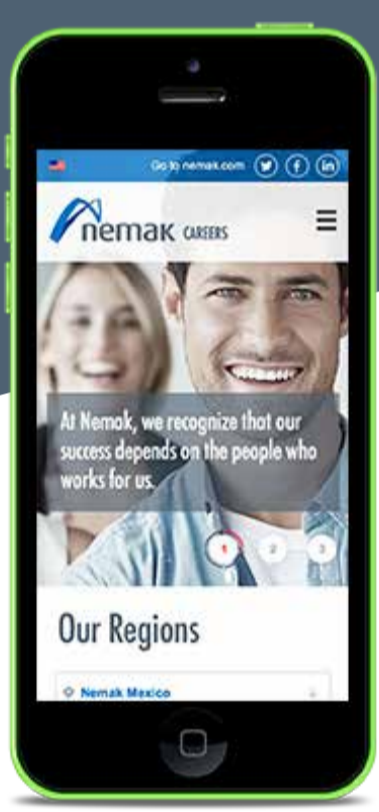 Go to nemak.com
nemak CAREERS
At Nemak, we recognize that our
success depends on the people who
works for us.
1 2 3
Our Regions
Nemak Mexico